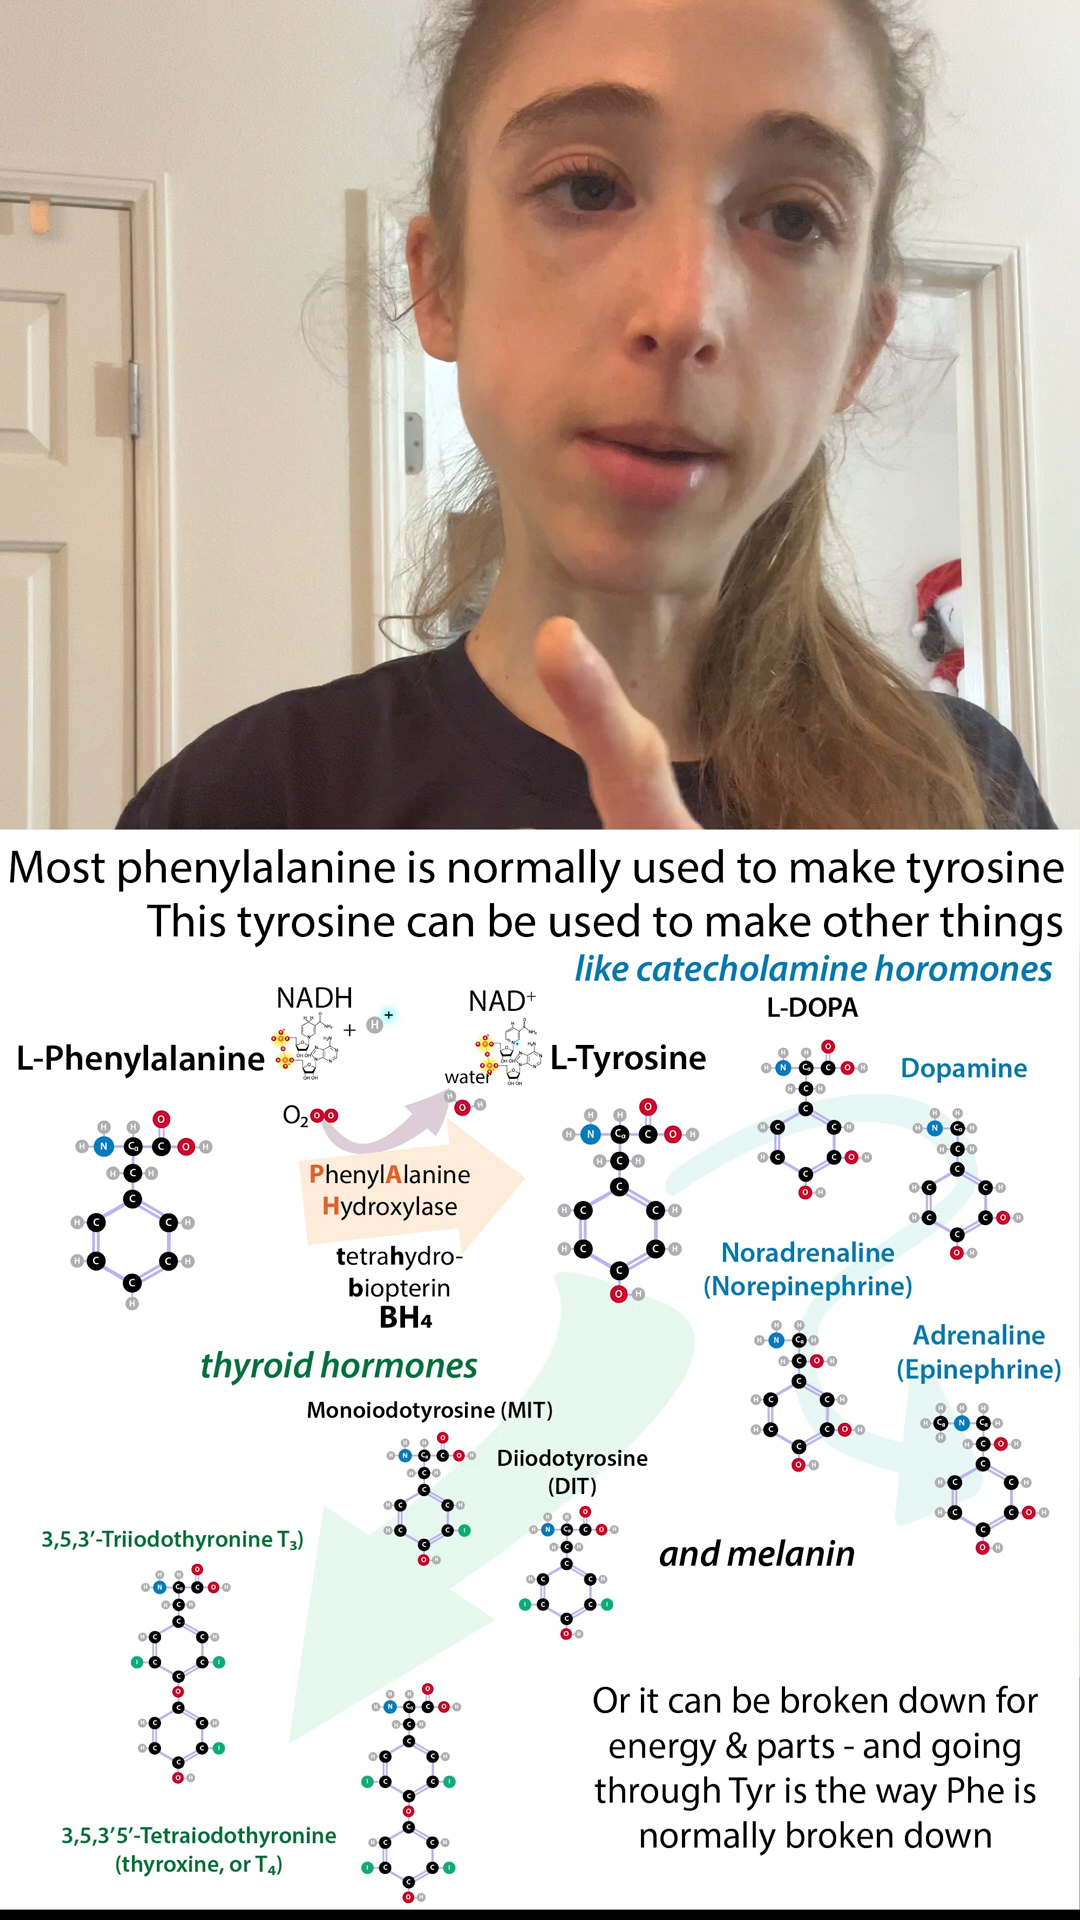 Most phenylalanine is normally used to make tyrosine
This tyrosine can be used to make other things
like catecholamine horomones
NADH
+
H+
NAD+
L-DOPA
L-Phenylalanine
L-Tyrosine
Dopamine
water
O2
PhenylAlanine
Hydroxylase
tetrahydro-
biopterin
BH4
Noradrenaline
(Norepinephrine)
Adrenaline
(Epinephrine)
thyroid hormones
Monoiodotyrosine (MIT)
Diiodotyrosine
(DIT)
3,5,3′-Triiodothyronine T3)
and melanin
Or it can be broken down for
energy & parts - and going
through Tyr is the way Phe is
normally broken down
3,5,3′5′-Tetraiodothyronine
(thyroxine, or T4)